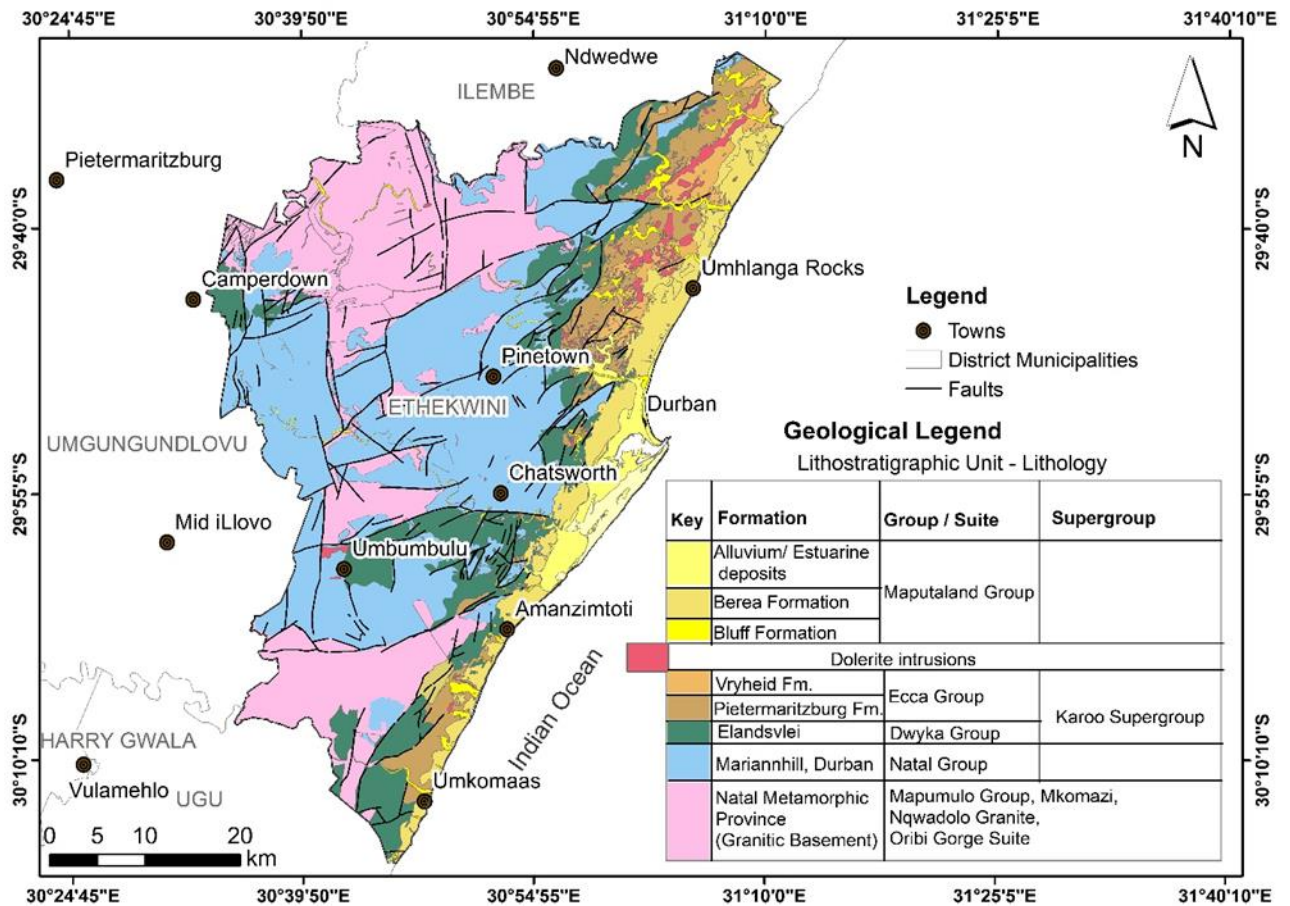 30°24'45"E 30°39'50"E 30°54'55"E 31°10'0"E 31°25'5"E 31°40'10"E
Ndwedwe
ILEMBE
N
Pietermaritzburg
29°40'0"S
29°40'0"S
Camperdown
Umhlanga Rocks
Legend
Towns
District Municipalities
Faults
Pinetown
ETHEKWINI
Durban
UMGUNGUNDLOVU
Chatsworth
29°55'5"S
29°55'5"S
Mid iLlovo
Umbumbulu
Amanzimtoti
Indian Ocean
HARRY GWALA
30°10'10"S
30°10'10"S
Vulamehlo
UGU
Umkomaas
0 5 10 20
km
Geological Legend
Lithostratigraphic Unit - Lithology
Key Formation Group / Suite Supergroup
Alluvium/ Estuarine
deposits
Berea Formation
Maputaland Group
Bluff Formation
Dolerite intrusions
Vryheid Fm.
Ecca Group
Pietermaritzburg Fm.
Karoo Supergroup
Elandsvlei Dwyka Group
Mariannhill, Durban Natal Group
Natal Metamorphic
Province
(Granitic Basement)
Mapumulo Group, Mkomazi,
Nqwadolo Granite,
Oribi Gorge Suite
30°24'45"E 30°39'50"E 30°54'55"E 31°10'0"E 31°25'5"E 31°40'10"E